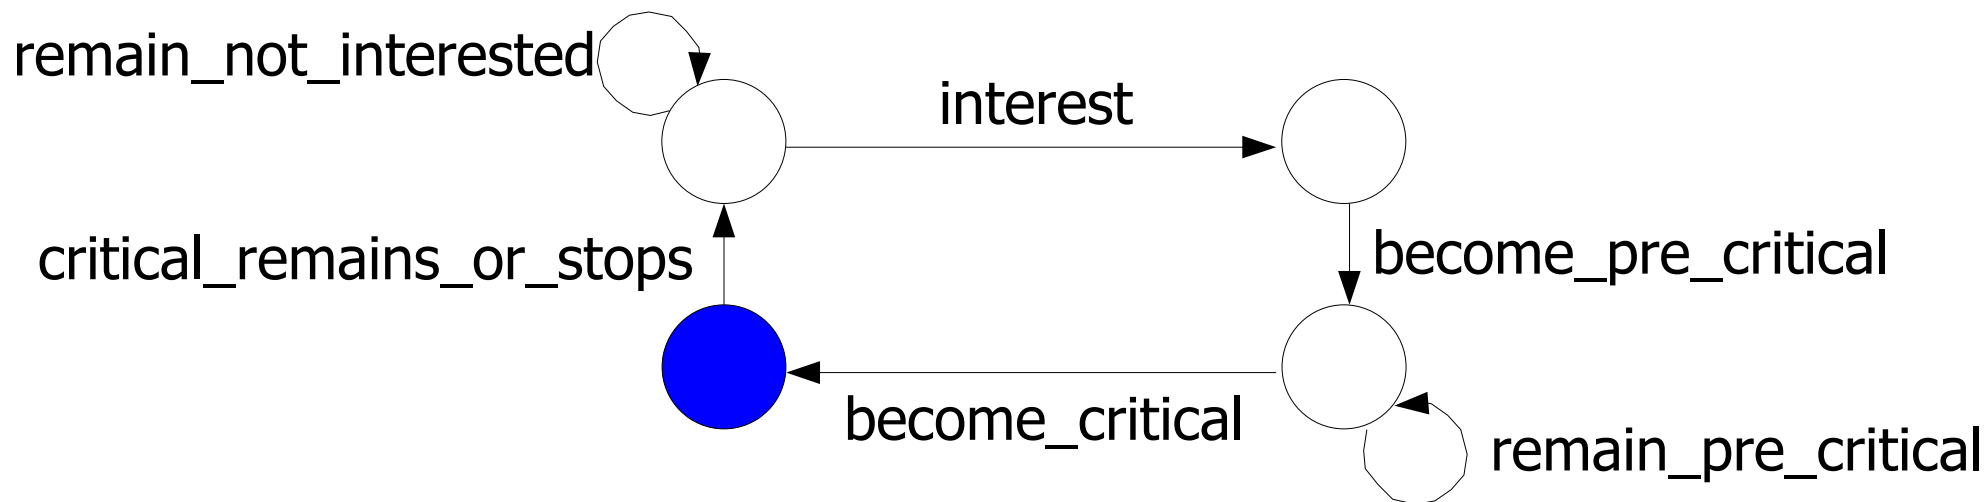 remain_not_interested
interest
critical_remains_or_stops
become_pre_critical
become_critical
remain_pre_critical